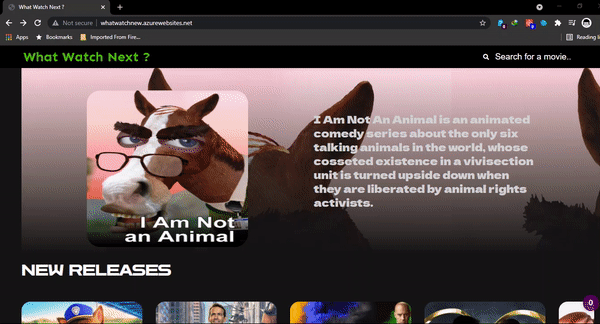 What Watch Next ?
Not secure | whatwatchnew.azurewebsites.net
Apps
Bookmarks
Imported From Fire...
Reading li
What Watch Next ?
Search for a movie..
I Am Not An Animal is an animated
comedy series about the only six
talking animals in the world, whose
cosseted existence in a vivisection
unit is turned upside down when
they are liberated by animal rights
activists.
I Am Not
an Animal
NEW RELEASES
0